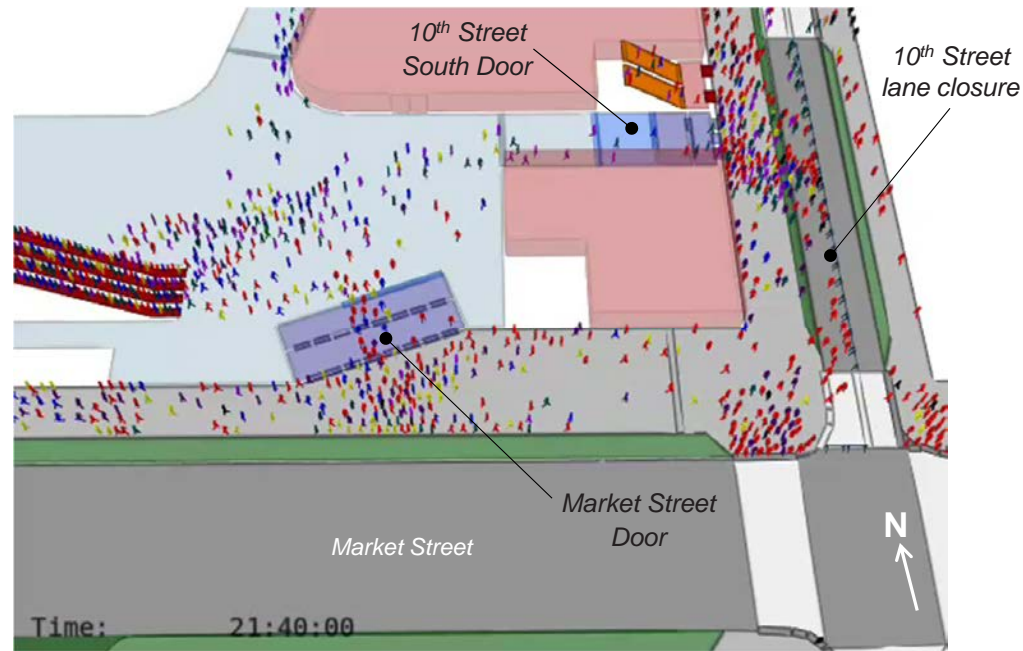 10th Street
South Door
10th Street
lane closure
Market Street
Door
Market Street
N
Time: 21:40:00